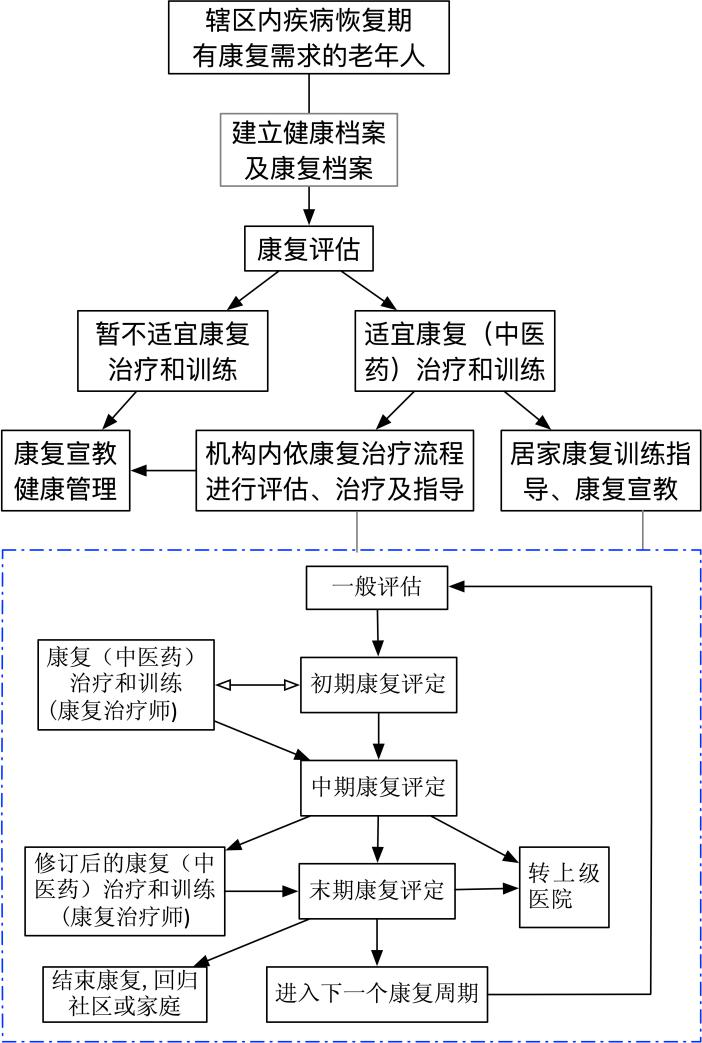 辖区内疾病恢复期
有康复需求的老年人
建立健康档案
及康复档案
康复评估
暂不适宜康复
治疗和训练
适宜康复（中医
药）治疗和训练
康复宣教
健康管理
机构内依康复治疗流程
进行评估、治疗及指导
居家康复训练指
导、康复宣教
一般评估
康复（中医药）
治疗和训练
(康复治疗师)
初期康复评定
中期康复评定
修订后的康复（中
医药）治疗和训练
(康复治疗师)
末期康复评定
转上级
医院
结束康复,回归
社区或家庭
进入下一个康复周期